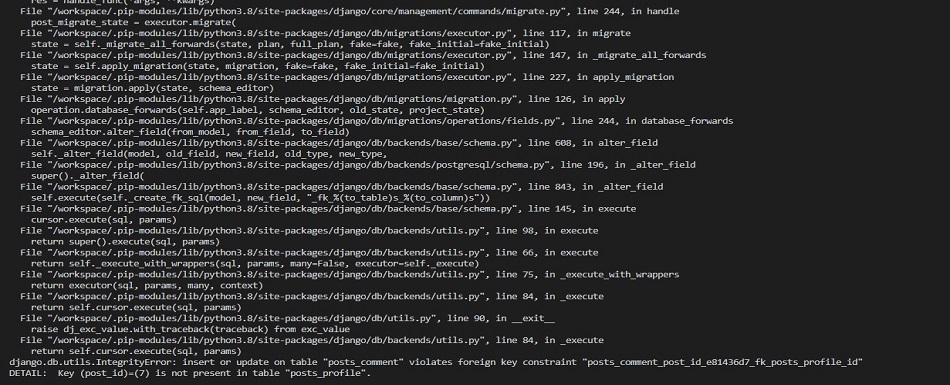 res = handle_func(*args, **kwargs)
File "/workspace/.pip-modules/lib/python3.8/site-packages/django/core/management/commands/migrate.py", line 244, in handle
post_migrate_state = executor.migrate(
File "/workspace/.pip-modules/lib/python3.8/site-packages/django/db/migrations/executor.py", line 117, in migrate
state = self._migrate_all_forwards(state, plan, full_plan, fake=fake, fake_initial=fake_initial)
File "/workspace/.pip-modules/lib/python3.8/site-packages/django/db/migrations/executor.py", line 147, in _migrate_all_forwards
state = self.apply_migration(state, migration, fake=fake, fake_initial=fake_initial)
File "/workspace/.pip-modules/lib/python3.8/site-packages/django/db/migrations/executor.py", line 227, in apply_migration
state = migration.apply(state, schema_editor)
File "/workspace/.pip-modules/lib/python3.8/site-packages/django/db/migrations/migration.py", line 126, in apply
operation.database_forwards(self.app_label, schema_editor, old_state, project_state)
File "/workspace/.pip-modules/lib/python3.8/site-packages/django/db/migrations/operations/fields.py", line 244, in database_forwards
schema_editor.alter_field(from_model, from_field, to_field)
File "/workspace/.pip-modules/lib/python3.8/site-packages/django/db/backends/base/schema.py", line 608, in alter_field
self._alter_field(model, old_field, new_field, old_type, new_type,
File "/workspace/.pip-modules/lib/python3.8/site-packages/django/db/backends/postgresql/schema.py", line 196, in _alter_field
super()._alter_field(
File "/workspace/.pip-modules/lib/python3.8/site-packages/django/db/backends/base/schema.py", line 843, in _alter_field
self.execute(self._create_fk_sql(model, new_field, "_fk_%(to_table)s_%(to_column)s"))
File "/workspace/.pip-modules/lib/python3.8/site-packages/django/db/backends/base/schema.py", line 145, in execute
cursor.execute(sql, params)
File "/workspace/.pip-modules/lib/python3.8/site-packages/django/db/backends/utils.py", line 98, in execute
return super().execute(sql, params)
File "/workspace/.pip-modules/lib/python3.8/site-packages/django/db/backends/utils.py", line 66, in execute
return self._execute_with_wrappers(sql, params, many=False, executor=self._execute)
File "/workspace/.pip-modules/lib/python3.8/site-packages/django/db/backends/utils.py", line 75, in _execute_with_wrappers
return executor(sql, params, many, context)
File "/workspace/.pip-modules/lib/python3.8/site-packages/django/db/backends/utils.py", line 84, in _execute
return self.cursor.execute(sql, params)
File "/workspace/.pip-modules/lib/python3.8/site-packages/django/db/utils.py", line 90, in __exit__
raise dj_exc_value.with_traceback(traceback) from exc_value
File "/workspace/.pip-modules/lib/python3.8/site-packages/django/db/backends/utils.py", line 84, in _execute
return self.cursor.execute(sql, params)
django.db.utils.IntegrityError: insert or update on table "posts_comment" violates foreign key constraint "posts_comment_post_id_e81436d7_fk_posts_profile_id"
DETAIL:  Key (post_id)=(7) is not present in table "posts_profile".